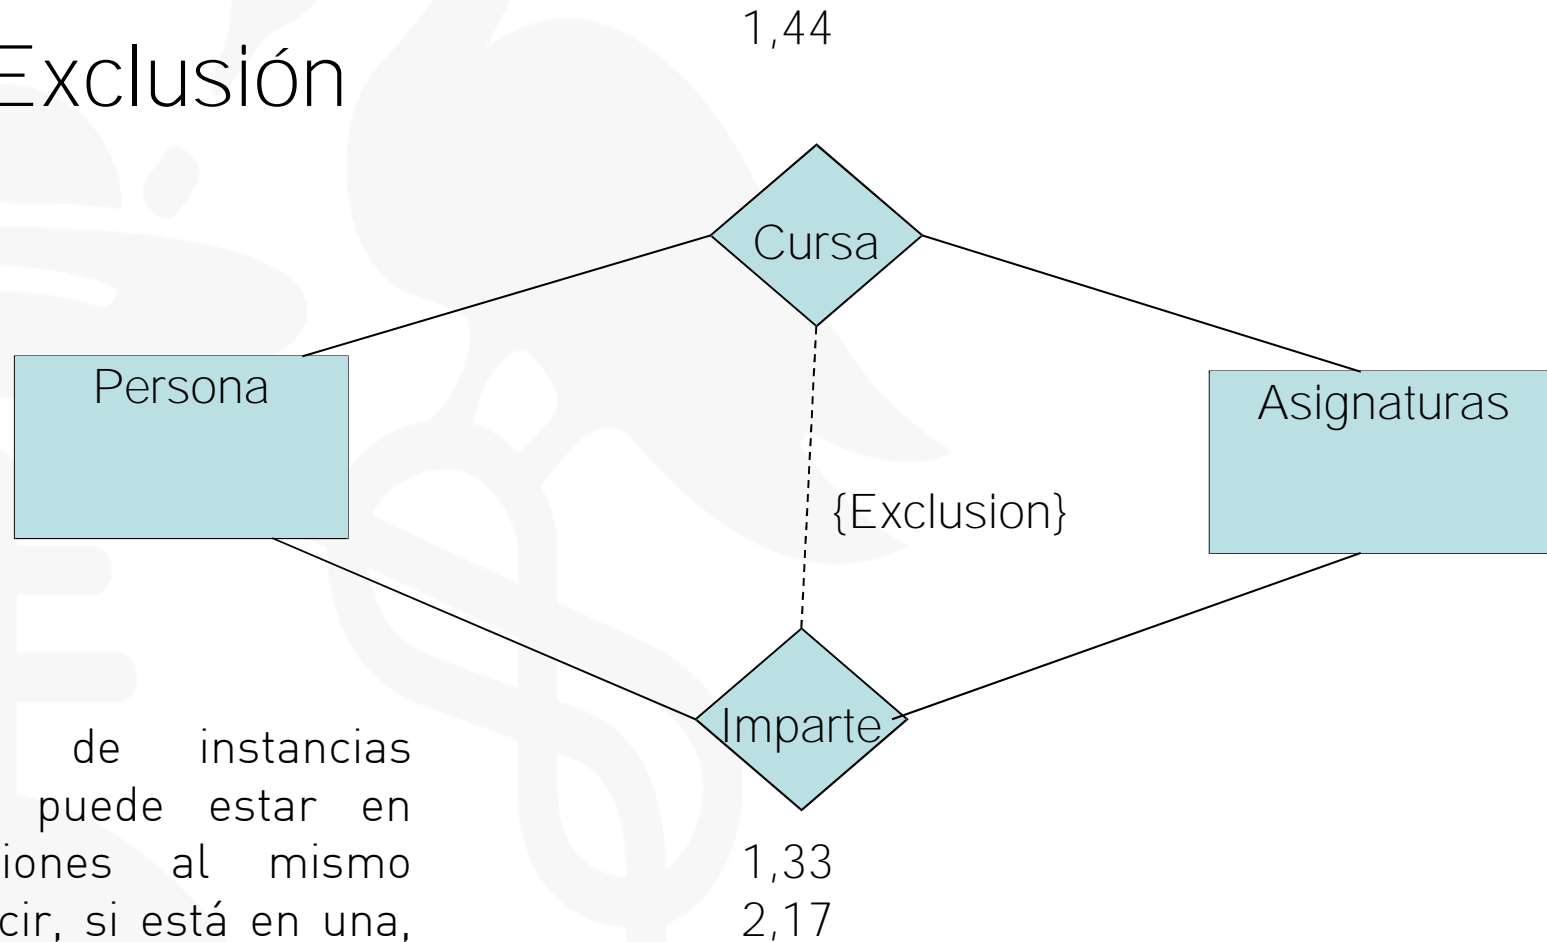 1,44
Exclusión
Cursa
Persona
Asignaturas
{Exclusion}
Imparte
de instancias
puede estar en
iones al mismo
cir, si está en una,
1,33
2,17